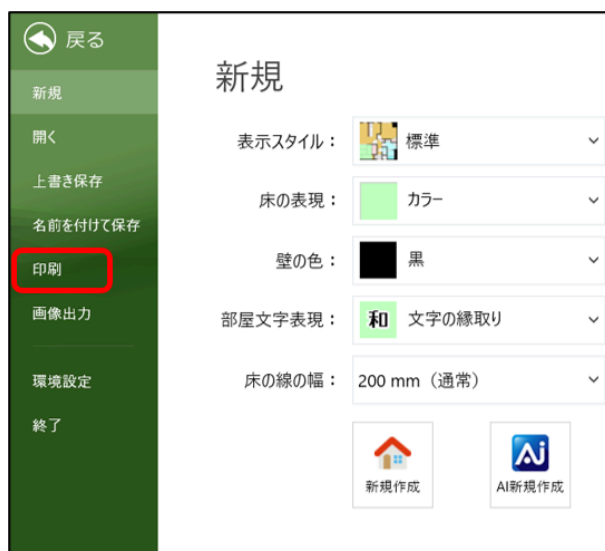 戻る
新規
開く
上書き保存
名前を付けて保存
印刷
画像出力
環境設定
終了
新規
表示スタイル： 標準
床の表現： カラー
壁の色： 黒
部屋文字表現： 和 文字の縁取り
床の線の幅： 200 mm（通常）
新規作成
Ai
AI新規作成